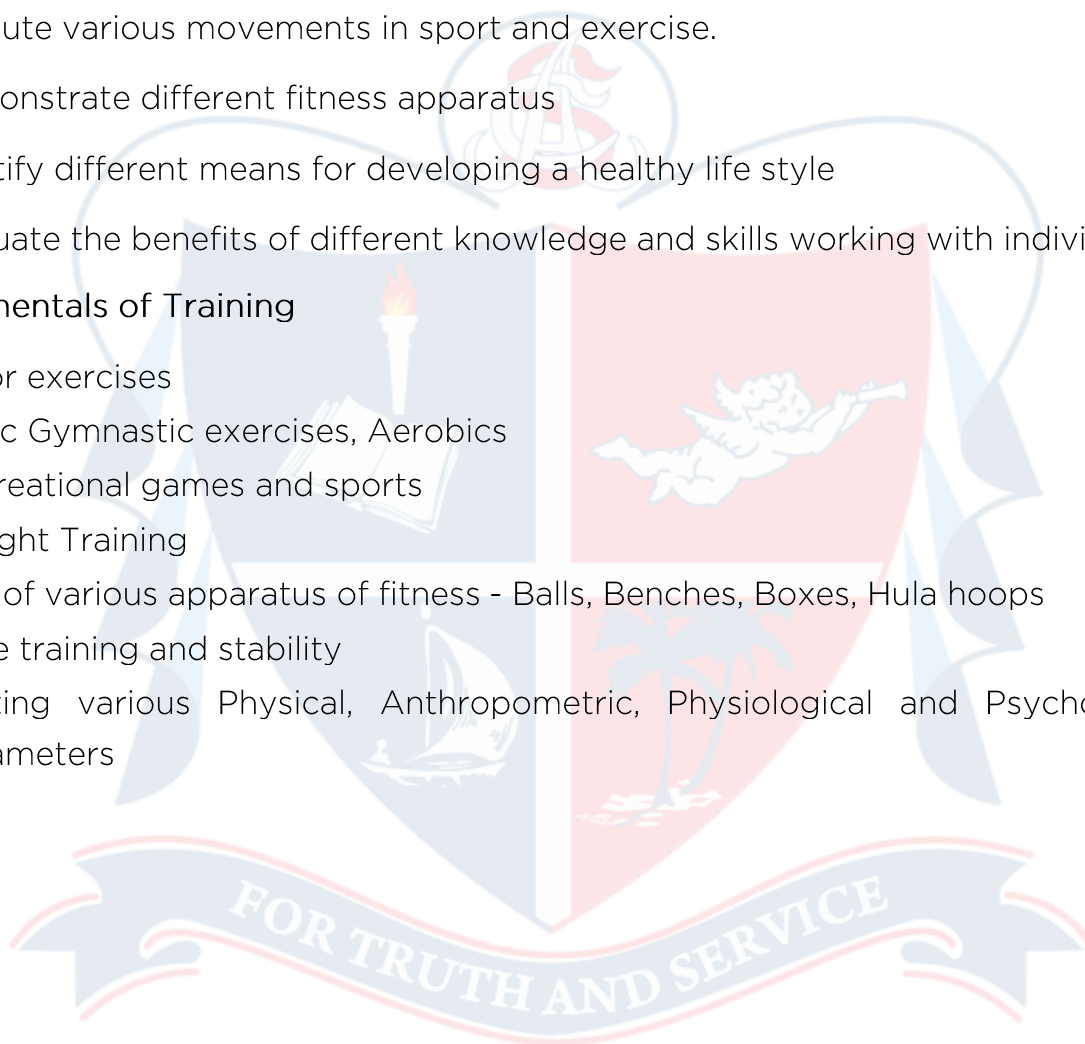 ute various movements in sport and exercise.
onstrate different fitness apparatus
tify different means for developing a healthy life style
uate the benefits of different knowledge and skills working with indivi
mentals of Training
or exercises
c Gymnastic exercises, Aerobics
reational games and sports
ght Training
of various apparatus of fitness - Balls, Benches, Boxes, Hula hoops
e training and stability
ting various Physical, Anthropometric, Physiological and Psycho
ameters
FOR TRUTH AND SERVICE